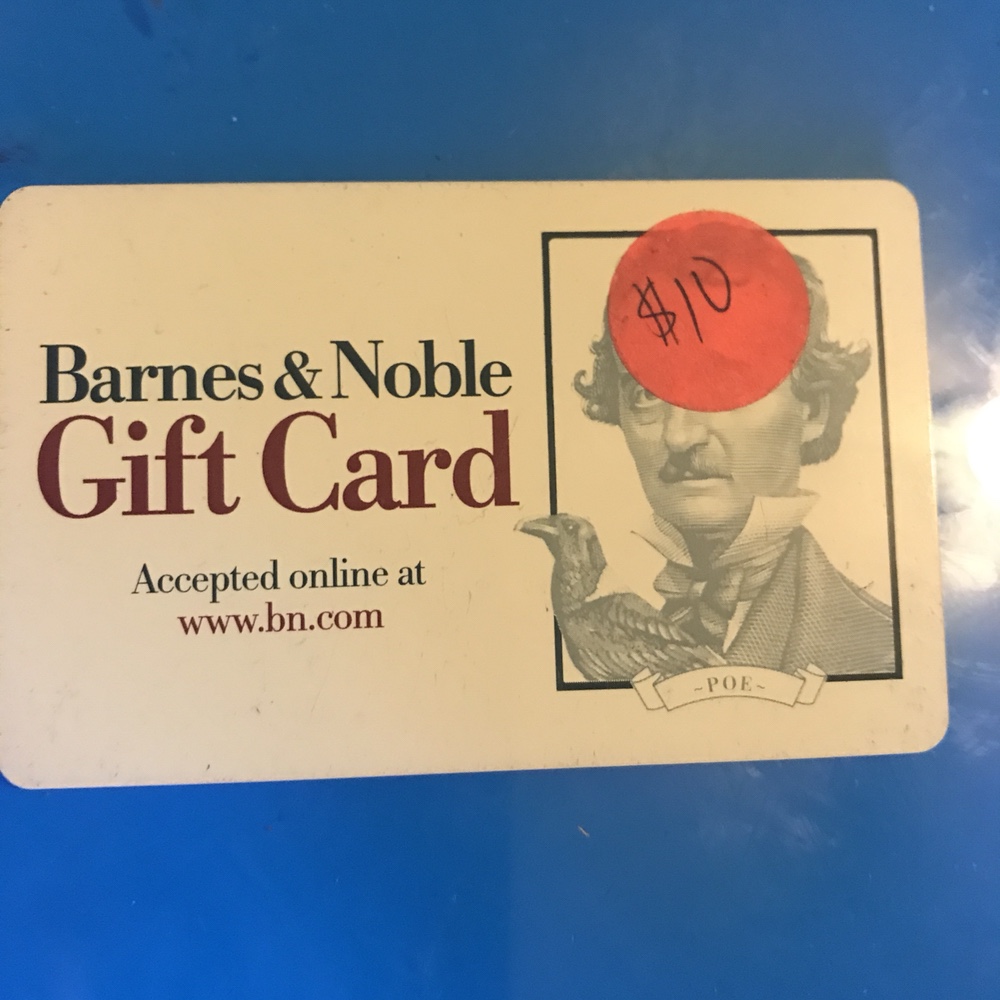 $10
Barnes & Noble
Gift Card
Accepted online at
www.bn.com
~POE~